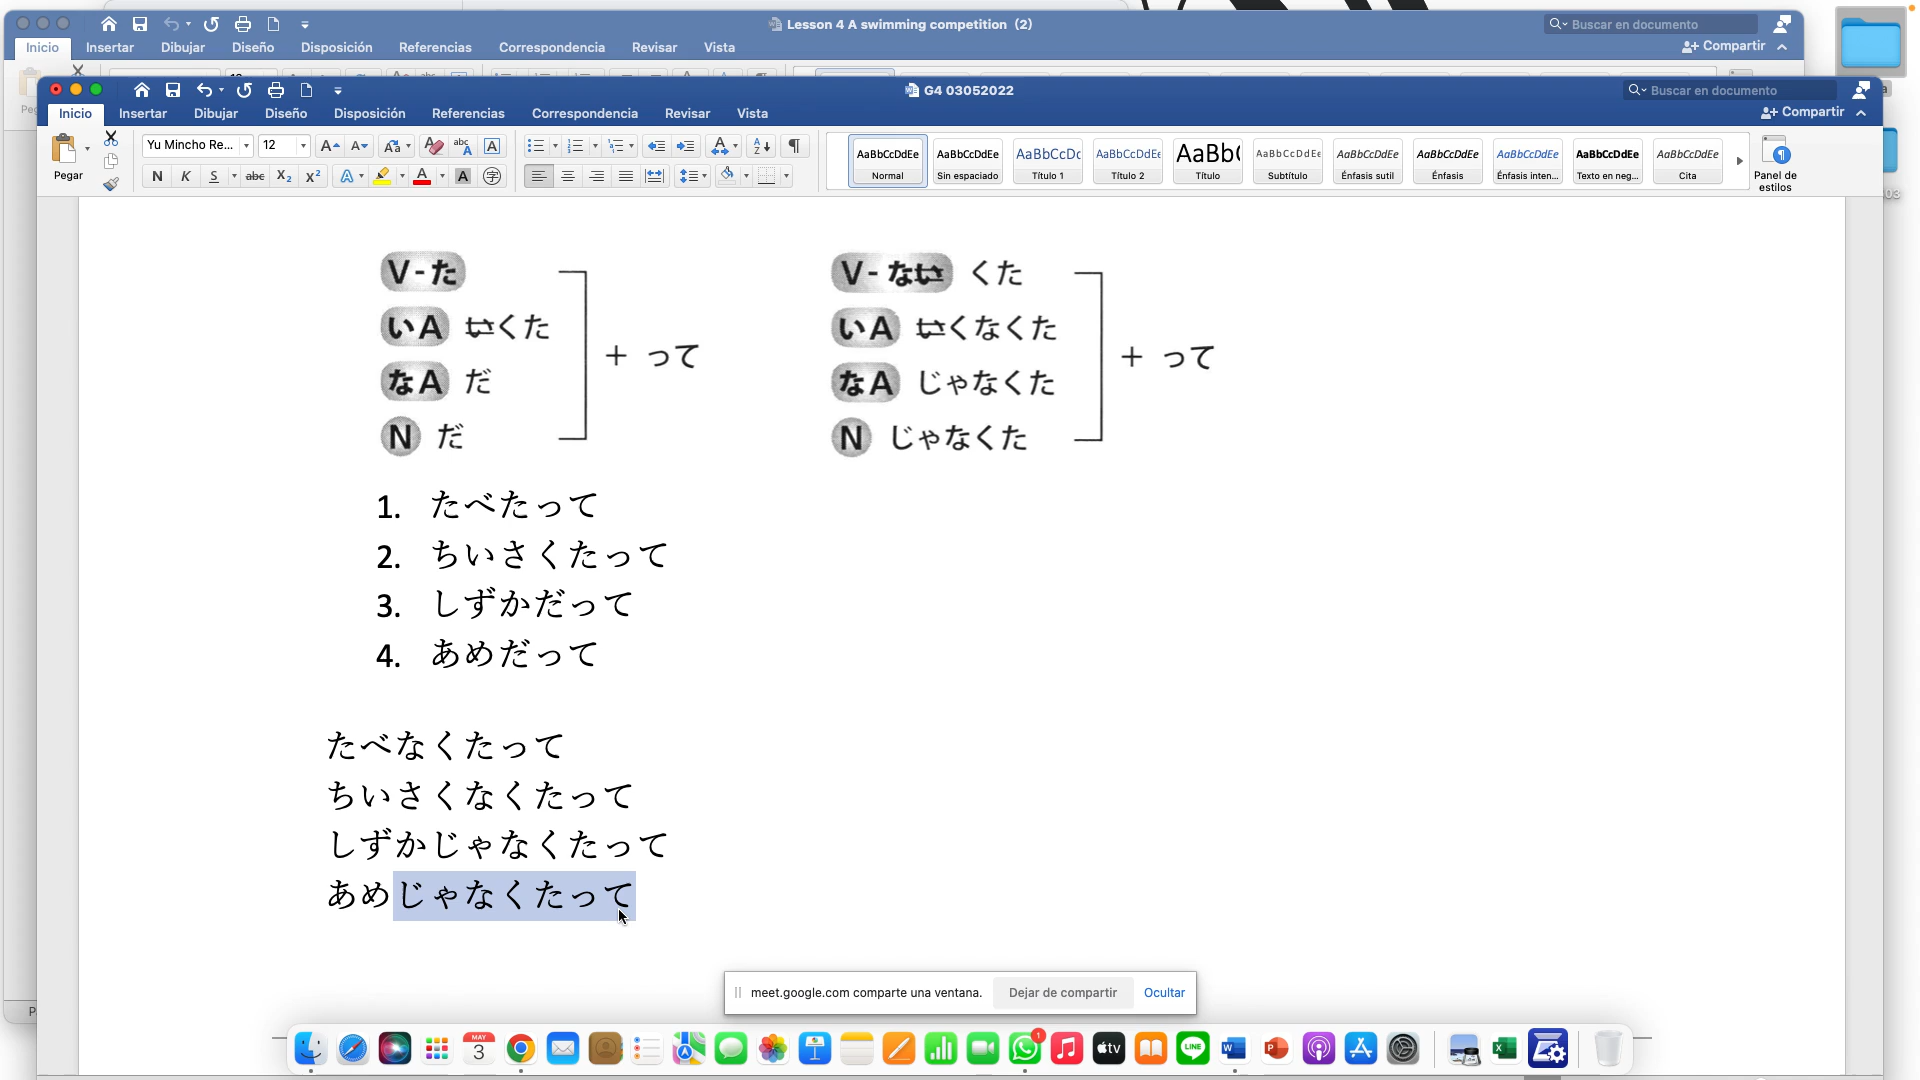 Lesson 4 A swimming competition (2)
Buscar en documento
Inicio Insertar Dibujar Diseño Disposición Referencias Correspondencia Revisar Vista
Compartir
G4 03052022
Buscar en documento
Inicio Insertar Dibujar Diseño Disposición Referencias Correspondencia Revisar Vista
Compartir
Pegar
Yu Mincho Re... 12
AaBbCcDdEe AaBbCcDdEe AaBbCcDc AaBbCcDdEe AaBb( AaBbCcDdEe AaBbCcDdEe AaBbCcDdEe AaBbCcDdEe AaBbCcDdEe AaBbCcDdEe
Normal Sin espaciado Título 1 Título 2 Título Subtítulo Énfasis sutil Énfasis Énfasis inten... Texto en neg... Cita
Panel de estilos
V-た
いA いくた
なA だ
N だ
+ って
V-ない くた
いA いくなくた
なA じゃなくた
N じゃなくた
+ って
1. たべたって
2. ちいさくたって
3. しずかだって
4. あめだって
たべなくたって
ちいさくなくたって
しずかじゃなくたって
あめじゃなくたって
meet.google.com comparte una ventana. Dejar de compartir Ocultar
MAY
3
1
tv